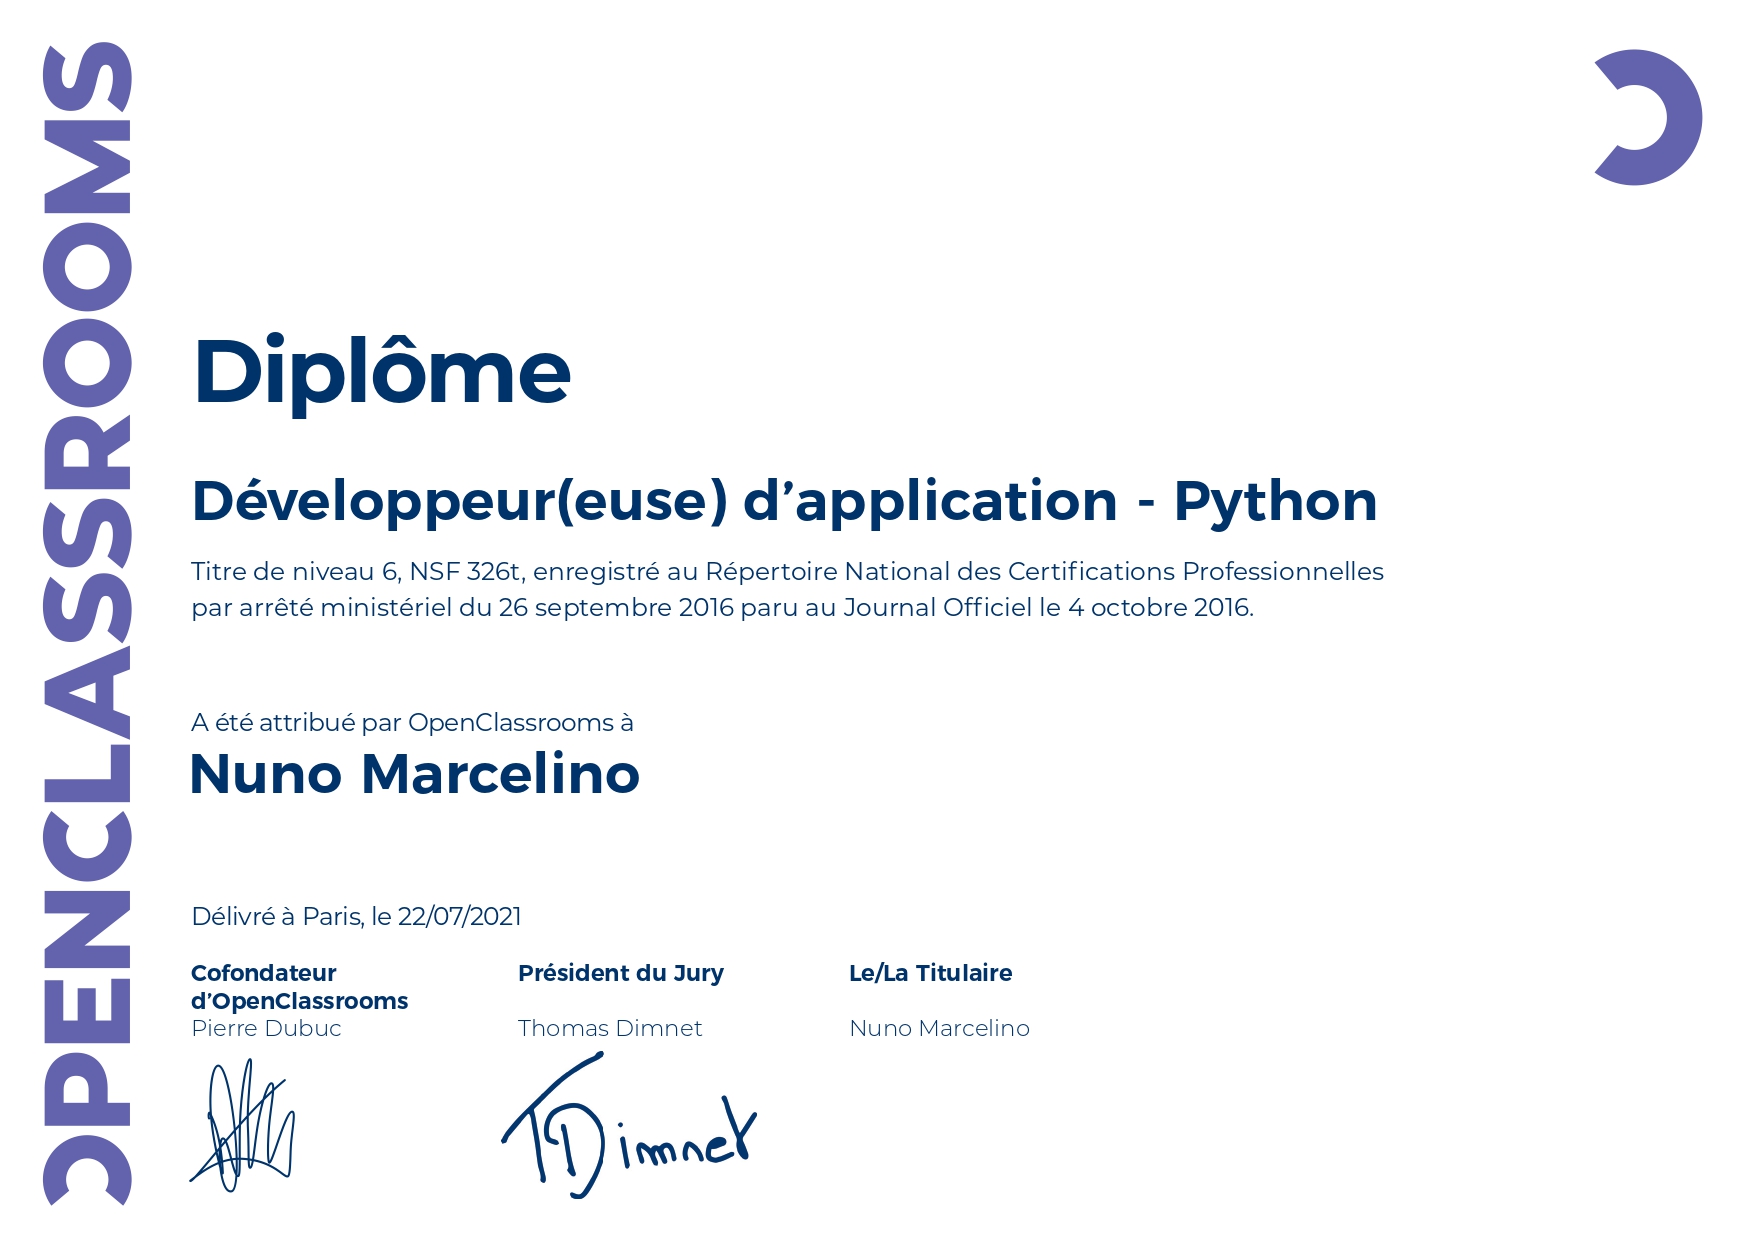 OPENCLASSROOMS
Diplôme
Développeur(euse) d’application - Python
Titre de niveau 6, NSF 326t, enregistré au Répertoire National des Certifications Professionnelles
par arrêté ministériel du 26 septembre 2016 paru au Journal Officiel le 4 octobre 2016.
A été attribué par OpenClassrooms à
Nuno Marcelino
Délivré à Paris, le 22/07/2021
Cofondateur
d’OpenClassrooms
Pierre Dubuc
Président du Jury
Thomas Dimnet
TDimnet
Le/La Titulaire
Nuno Marcelino